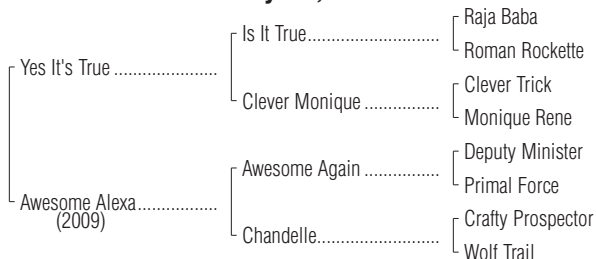 Raja Baba
Is It True
Roman Rockette
Yes It's True
Clever Trick
Clever Monique
Monique Rene
Deputy Minister
Awesome Again
Primal Force
Awesome Alexa
(2009)
Crafty Prospector
Chandelle
Wolf Trail